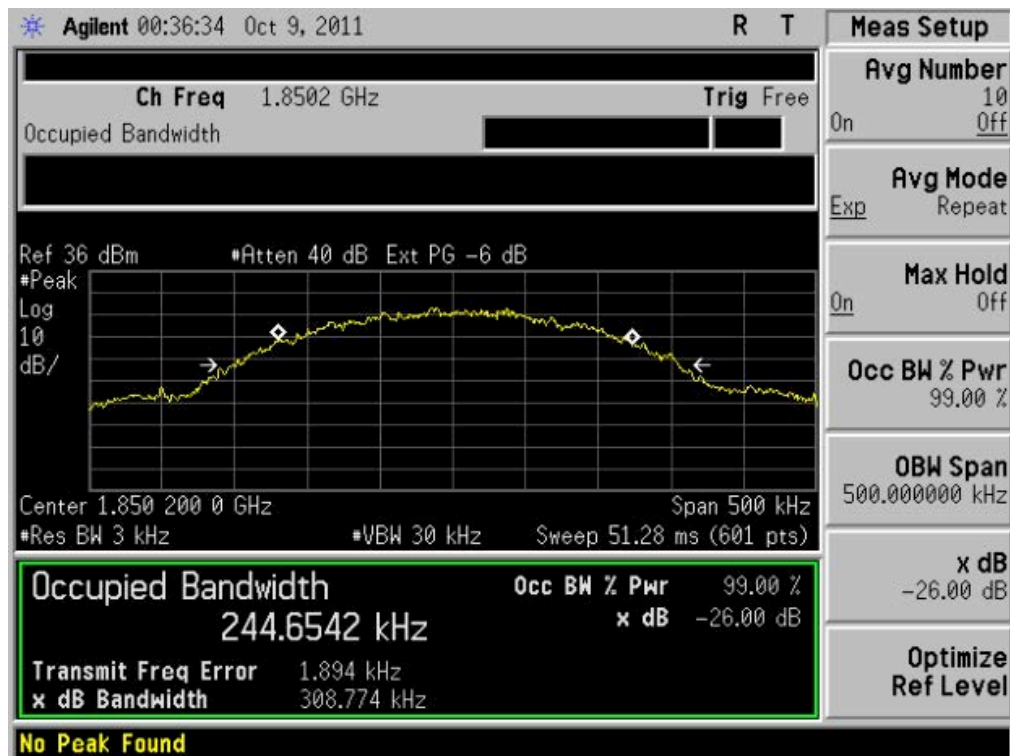 Agilent 00:36:34 Oct 9, 2011 R T
Ch Freq 1.8502 GHz Trig Free
Occupied Bandwidth
Ref 36 dBm #Atten 40 dB Ext PG -6 dB
#Peak
Log
10
dB/
Center 1.850 200 0 GHz Span 500 kHz
#Res BW 3 kHz #VBW 30 kHz Sweep 51.28 ms (601 pts)
Occupied Bandwidth
244.6542 kHz
Occ BW % Pwr 99.00 %
x dB -26.00 dB
Transmit Freq Error 1.894 kHz
x dB Bandwidth 308.774 kHz
No Peak Found
Meas Setup
Avg Number
10
On Off
Avg Mode
Exp Repeat
Max Hold
On Off
Occ BW % Pwr
99.00 %
OBW Span
500.000000 kHz
x dB
-26.00 dB
Optimize
Ref Level